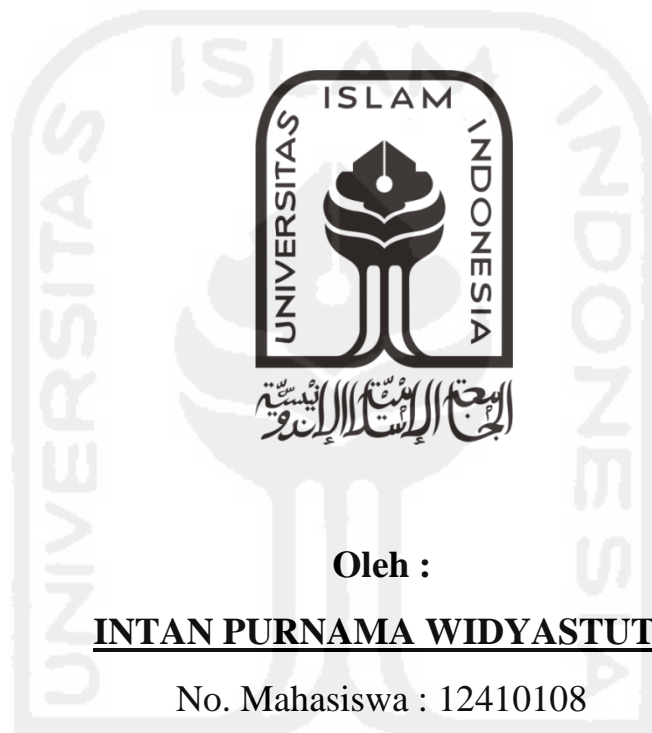 ISLAM
UNIVERSITAS
INDONESIA
الجامعة الإسلامية الإندونيسية
Oleh :
INTAN PURNAMA WIDYASTUT
No. Mahasiswa : 12410108